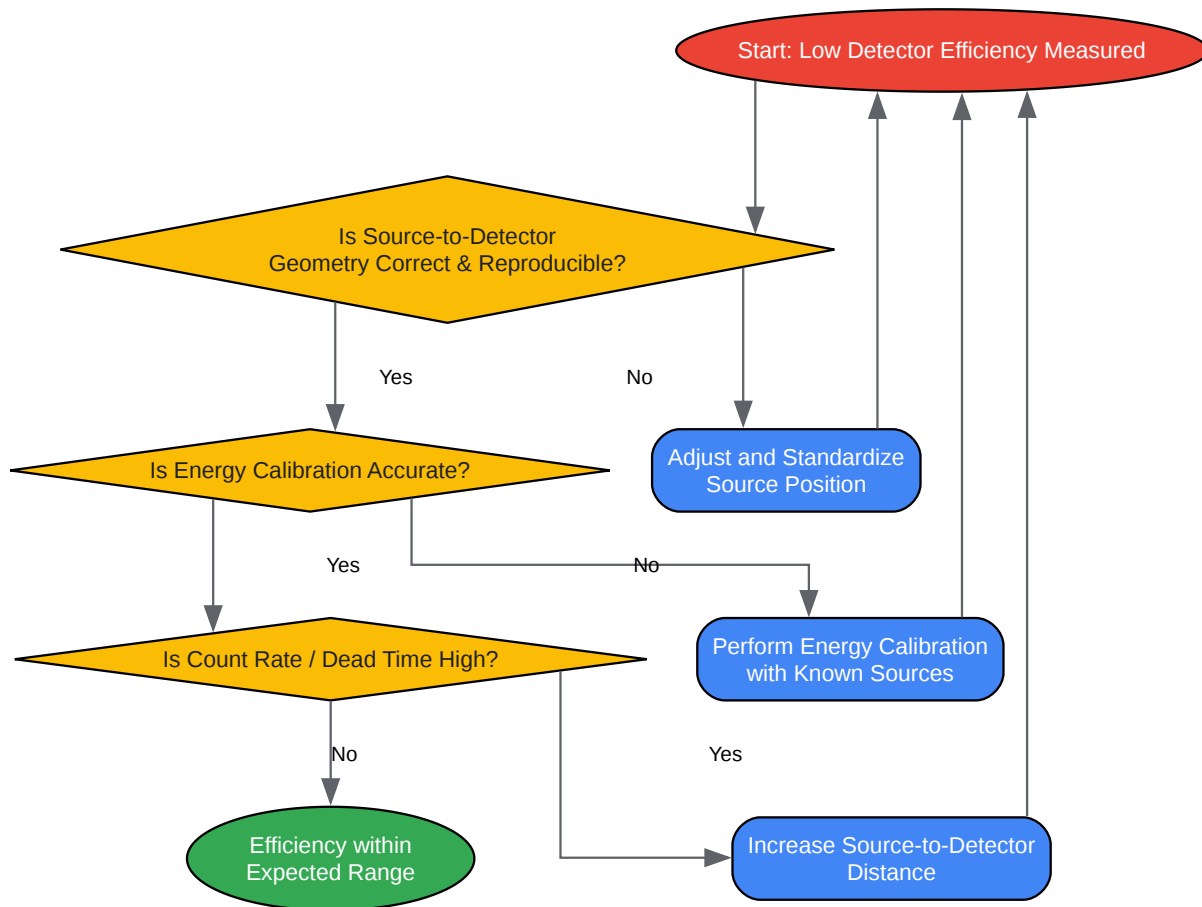 Start: Low Detector Efficiency Measured
Is Source-to-Detector
Geometry Correct & Reproducible?
Yes
No
Adjust and Standardize
Source Position
Is Energy Calibration Accurate?
Yes
No
Perform Energy Calibration
with Known Sources
Is Count Rate / Dead Time High?
No
Yes
Efficiency within
Expected Range
Increase Source-to-Detector
Distance